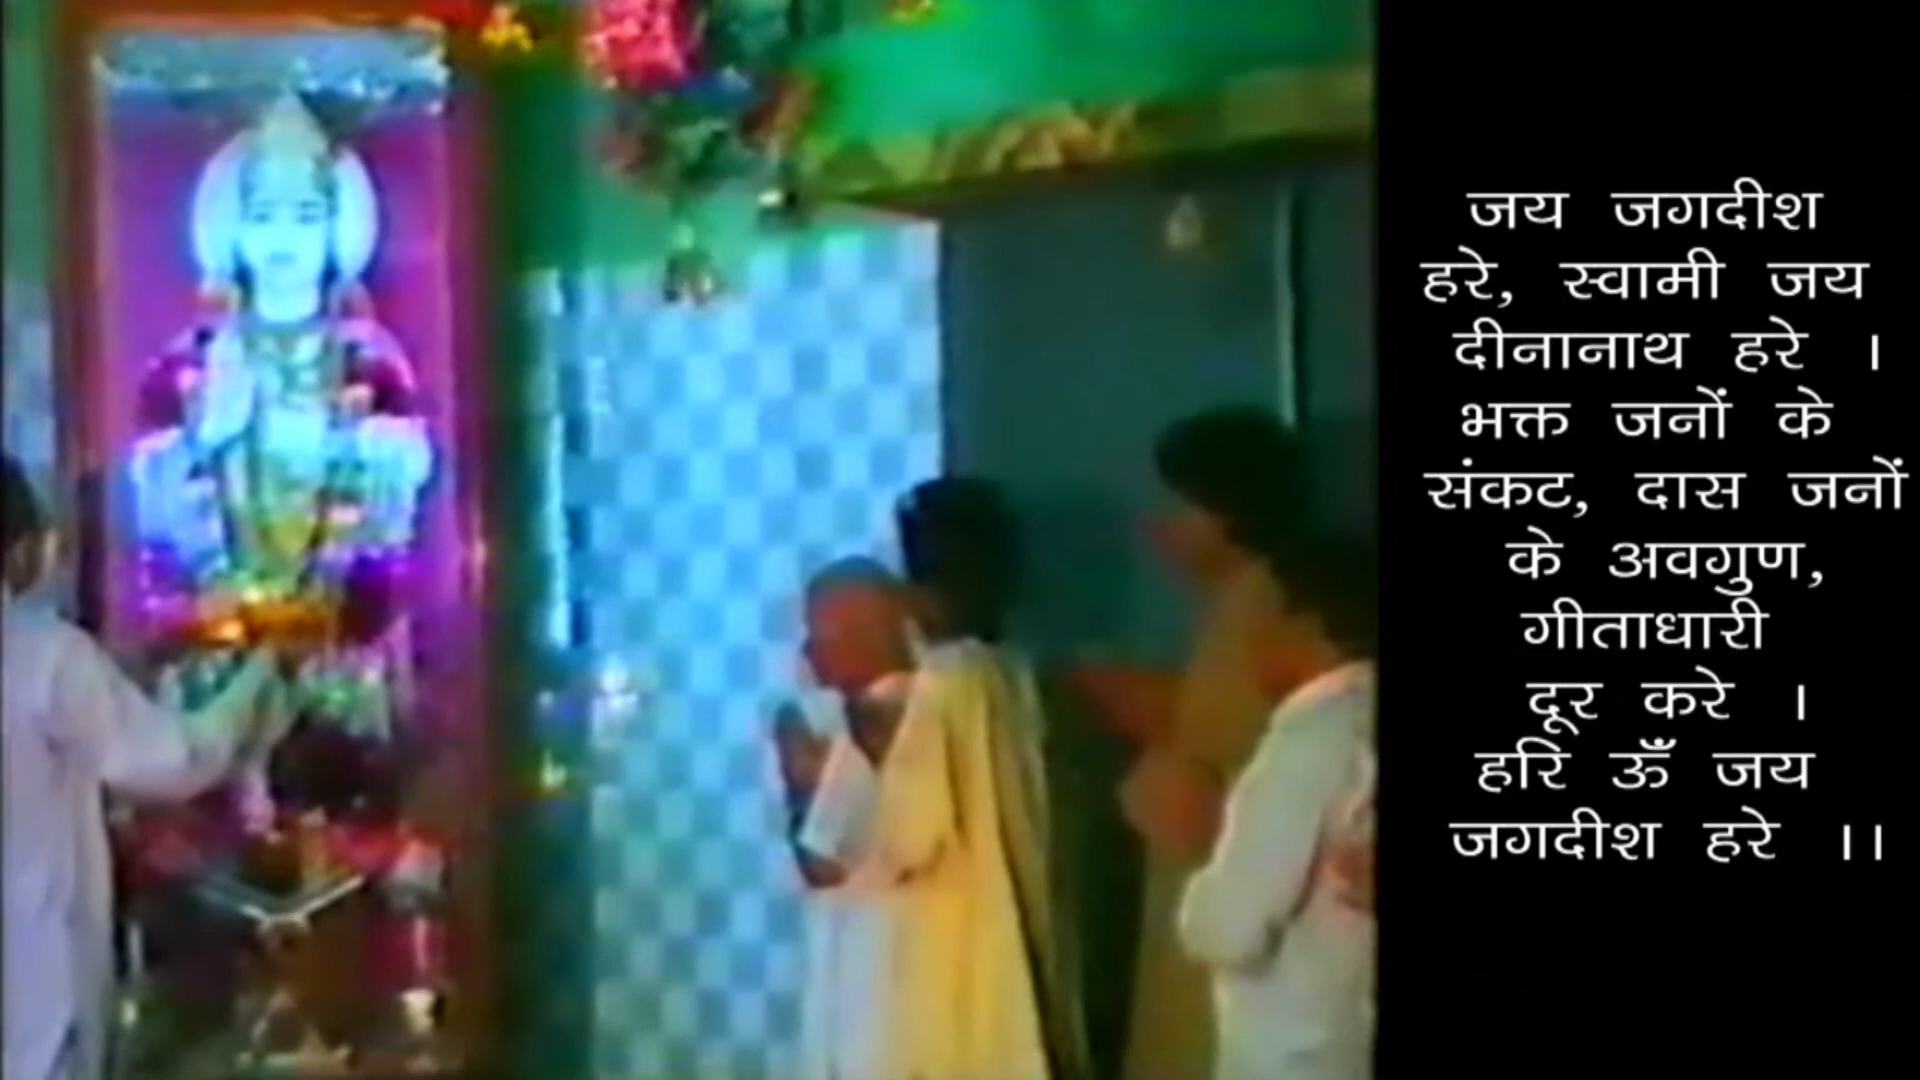 जय जगदीश
हरे, स्वामी जय
दीनानाथ हरे ।
भक्त जनों के
संकट, दास जनों
के अवगुण,
गीताधारी
दूर करे ।
हरि ऊँ जय
जगदीश हरे ।।